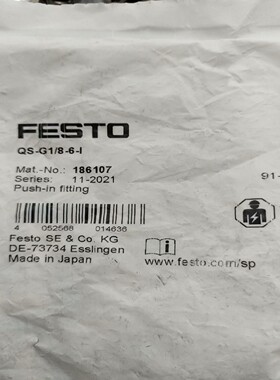 FESTO
QS-G1/8-6-I
Mat.-No.: 186107
Series: 11-2021
Push-in fitting
91-
4 052568 014636
Festo SE & Co. KG
DE-73734 Esslingen
Made in Japan
www.festo.com/sp